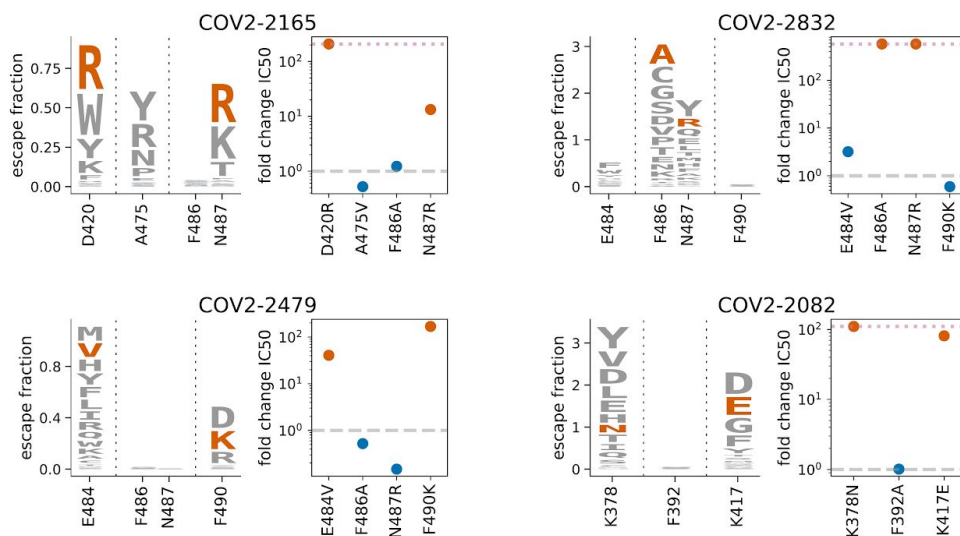 COV2-2165
escape fraction
0.75
0.50
0.25
0.00
R
W
Y
K
F
Y
R
N
P
R
K
T
D420
A475
F486
N487
fold change IC50
10²
10¹
10⁰
D420R
A475V
F486A
N487R
COV2-2832
escape fraction
3
2
1
0
F
W
A
C
G
S
D
V
P
T
E
N
K
Y
R
Q
E
L
T
M
H
E484
F486
N487
F490
fold change IC50
10²
10¹
10⁰
E484V
F486A
N487R
F490K
COV2-2479
escape fraction
0.8
0.4
0.0
M
V
H
Y
F
L
I
R
Q
W
K
D
K
R
E484
F486
N487
F490
fold change IC50
10²
10¹
10⁰
E484V
F486A
N487R
F490K
COV2-2082
escape fraction
3
2
1
0
Y
V
D
L
E
H
N
T
I
Q
D
E
G
F
Y
K378
F392
K417
fold change IC50
10²
10¹
10⁰
K378N
F392A
K417E